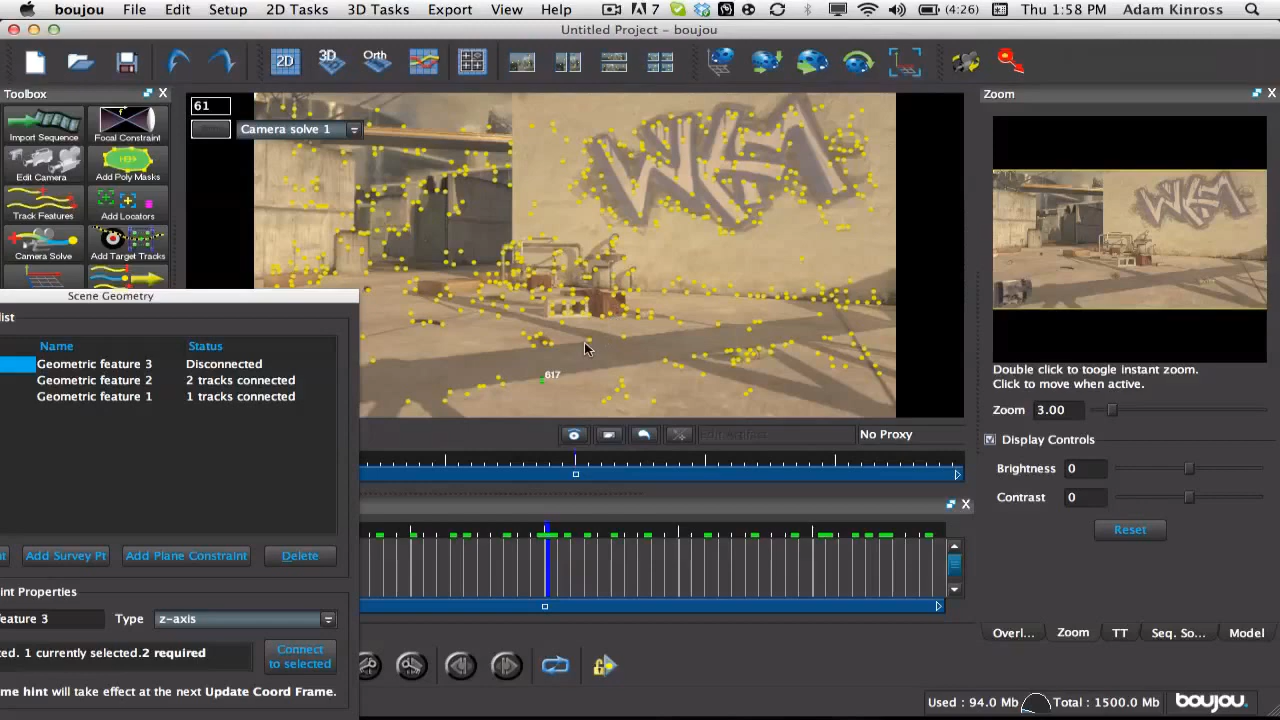 boujou File Edit Setup 2D Tasks 3D Tasks Export View Help 7 (4:26) Thu 1:58 PM Adam Kinross
Untitled Project - boujou
2D 3D Orth
Toolbox
Import Sequence Focal Constraint
Edit Camera Add Poly Masks
Track Features Add Locators
Camera Solve Add Target Tracks
61
Camera solve 1
WKM
617
No Proxy
Scene Geometry
list
Name Status
Geometric feature 3 Disconnected
Geometric feature 2 2 tracks connected
Geometric feature 1 1 tracks connected
nt Add Survey Pt Add Plane Constraint Delete
int Properties
feature 3 Type z-axis
ted. 1 currently selected.2 required
Connect to selected
me hint will take effect at the next Update Coord Frame.
Zoom
Double click to toogle instant zoom.
Click to move when active.
Zoom 3.00
Display Controls
Brightness 0
Contrast 0
Reset
Overl... Zoom TT Seq. So... Model
Used : 94.0 Mb Total : 1500.0 Mb boujou.